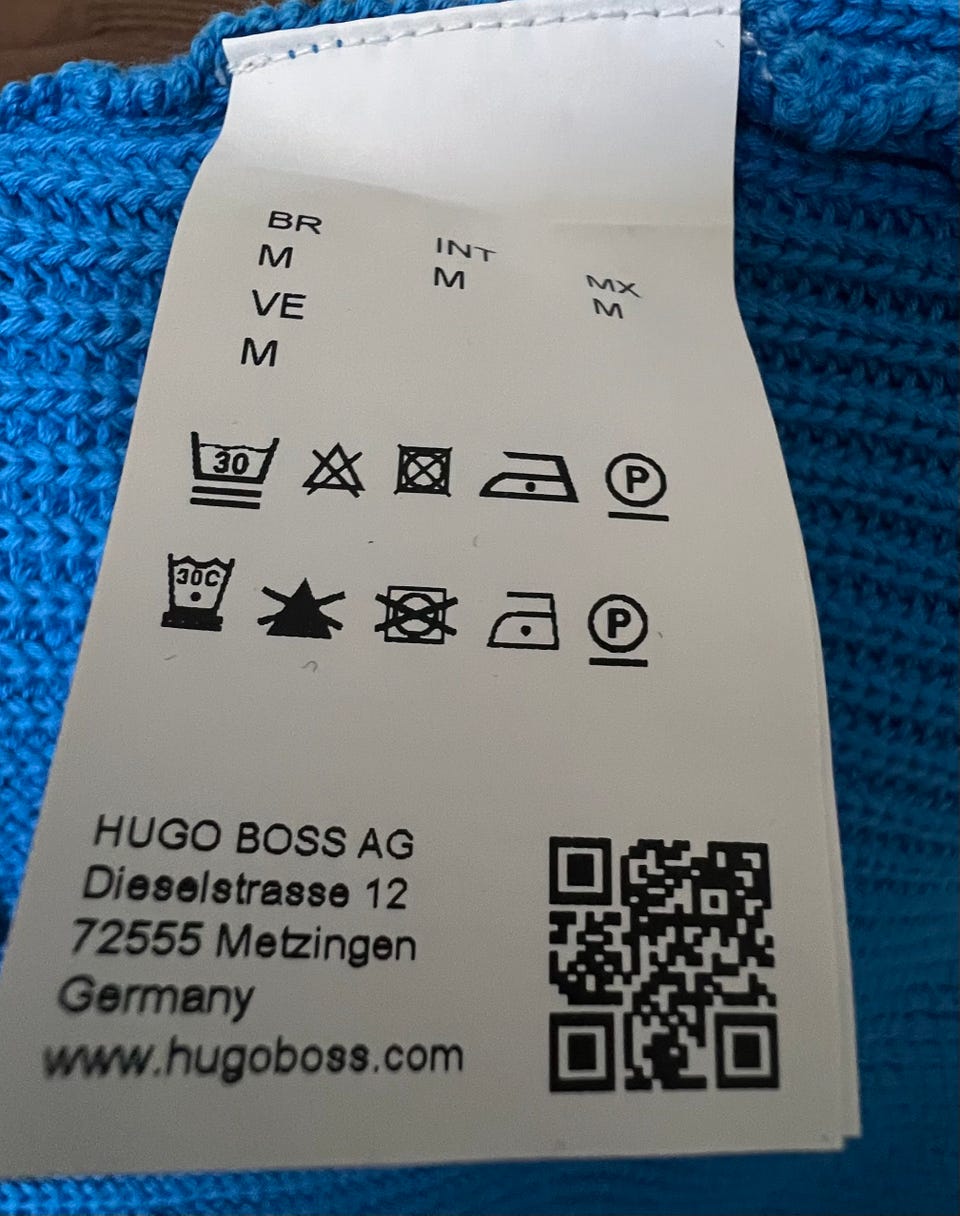 BR INT MX
M M M
VE
M
30 P
30C P
HUGO BOSS AG
Dieselstrasse 12
72555 Metzingen
Germany
www.hugoboss.com